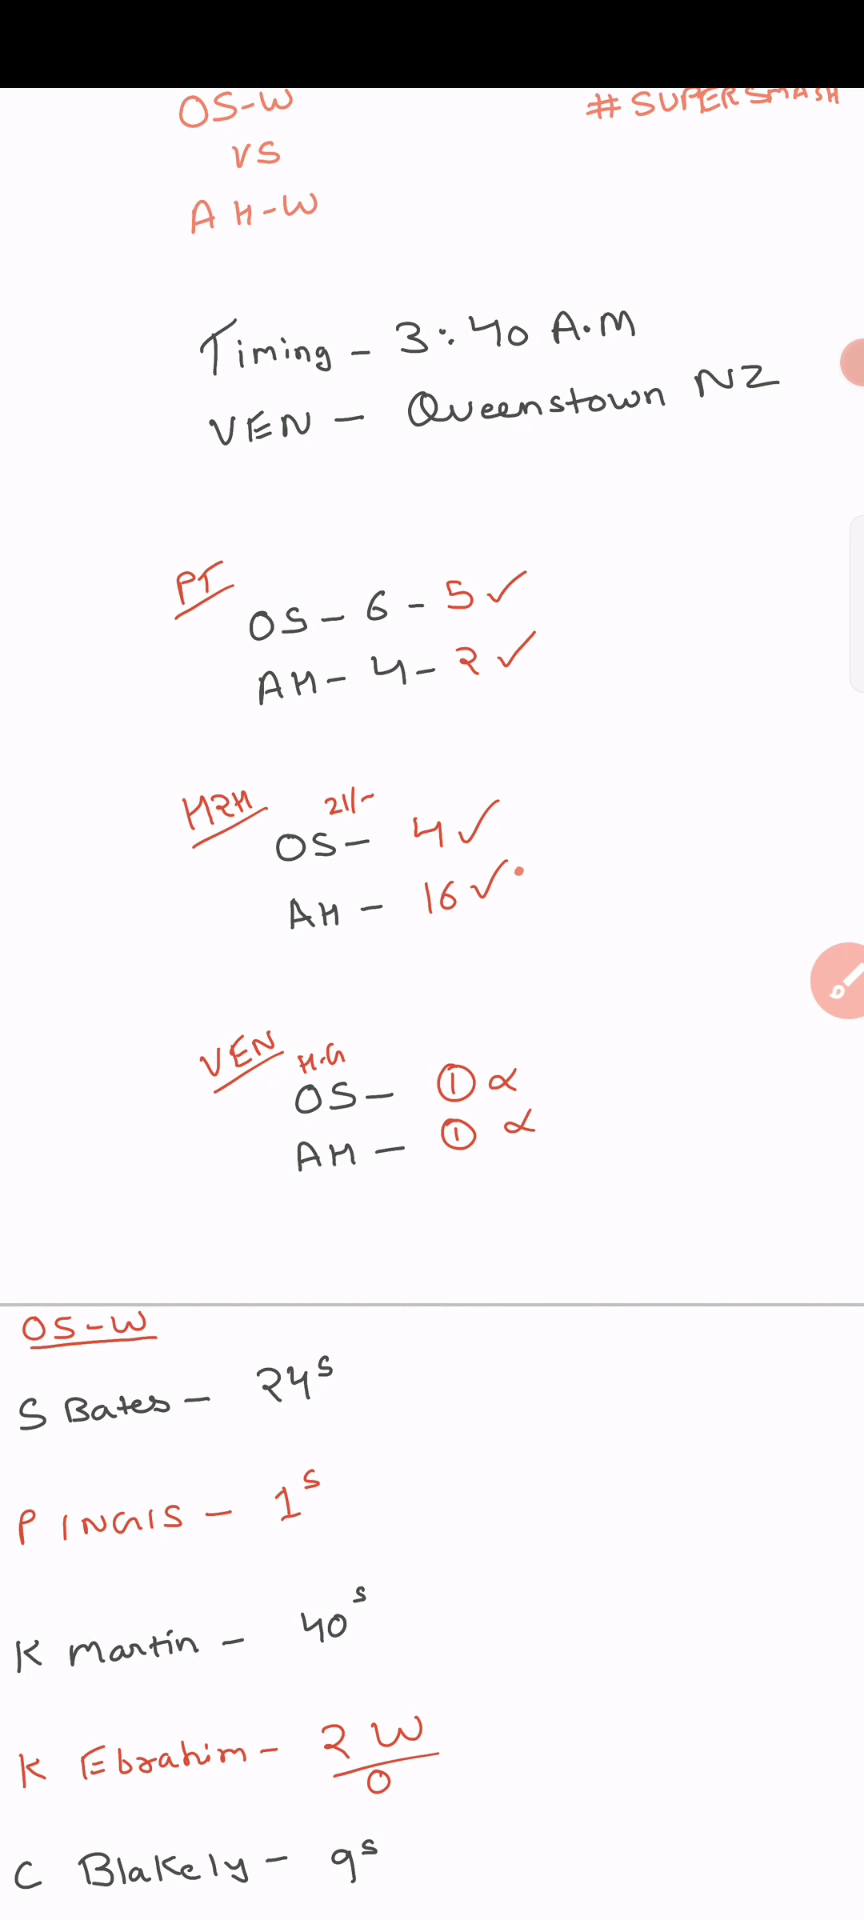 OS-W
#SUPERSMASH
VS
AH-W
Timing - 3:40 A.M
VEN - Queenstown NZ
PT
OS - 6 - 5 ✓
AH - 4 - 2 ✓
H2H
21/-
OS - 4 ✓
AH - 16 ✓
VEN
H.G
OS - ① α
AH - ① α
OS-W
S Bates - 24s
P INGIS - 1s
K Martin - 40s
K Ebrahim - 2W
0
C Blakely - 9s